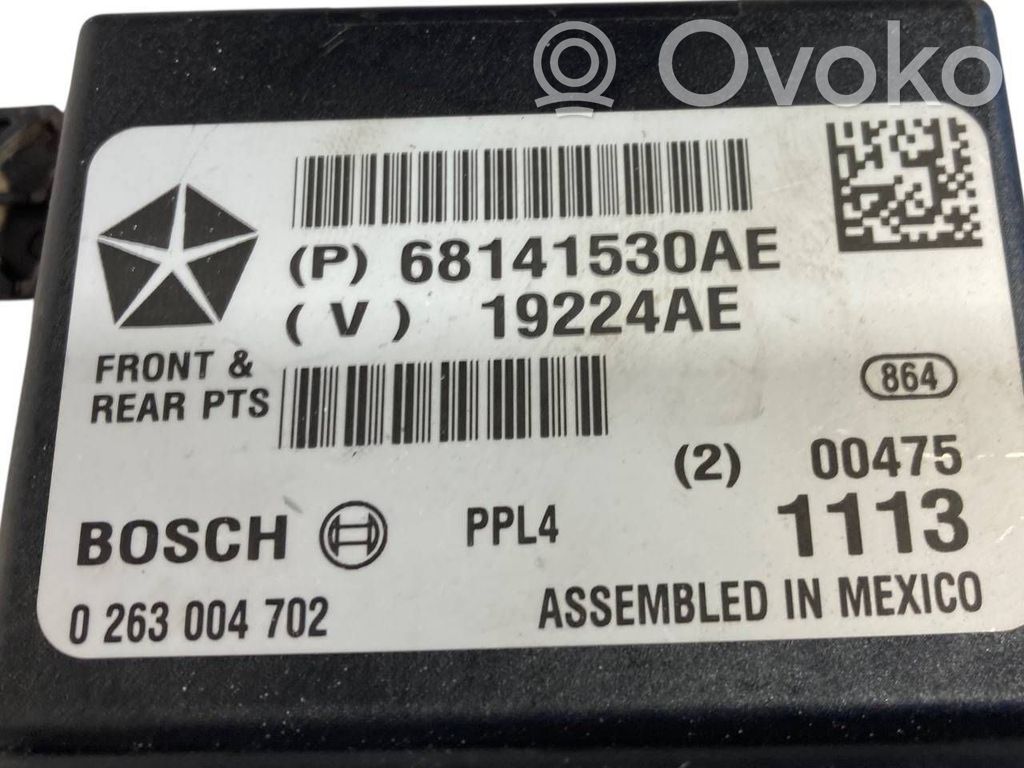 Ovoko
(P) 68141530AE
(V) 19224AE
FRONT &
REAR PTS
864
(2) 00475
BOSCH PPL4 1113
0 263 004 702 ASSEMBLED IN MEXICO